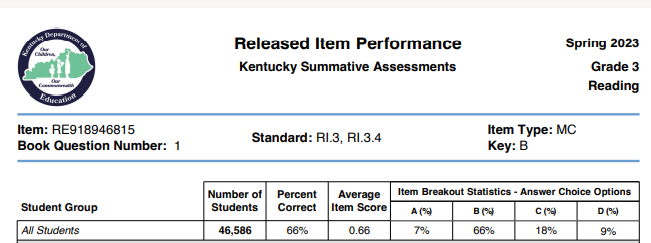 Kentucky Department of
Our
Children,
Our
Commonwealth
Education
Released Item Performance
Kentucky Summative Assessments
Spring 2023
Grade 3
Reading
Item: RE918946815
Book Question Number: 1
Standard: RI.3, RI.3.4
Item Type: MC
Key: B
Student Group
Number of
Students
Percent
Correct
Average
Item Score
Item Breakout Statistics - Answer Choice Options
A (%) B (%) C (%) D (%)
All Students 46,586 66% 0.66 7% 66% 18% 9%